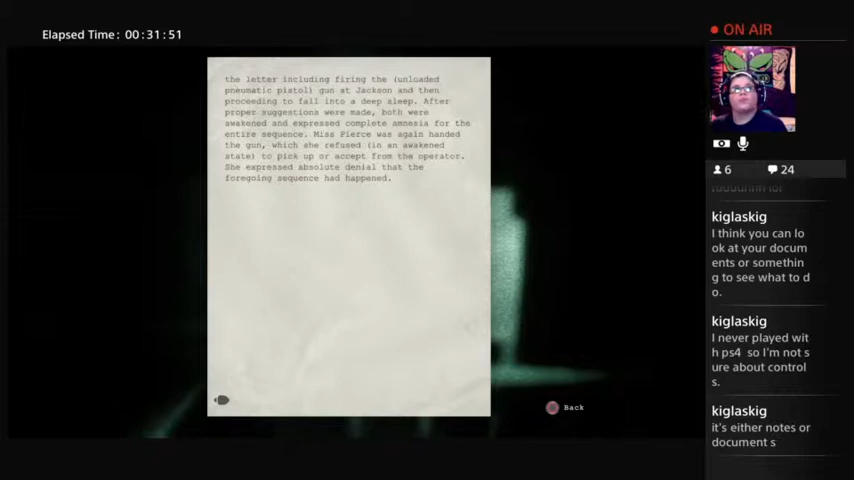 Elapsed Time: 00:31:51
ON AIR
the letter including firing the (unloaded
pneumatic pistol) gun at Jackson and then
proceeding to fall into a deep sleep. After
proper suggestions were made, both were
awakened and expressed complete amnesia for the
entire sequence. Miss Pierce was again handed
the gun, which she refused (in an awakened
state) to pick up or accept from the operator.
She expressed absolute denial that the
foregoing sequence had happened.
Back
6
24
kiglaskig
I think you can lo
ok at your docum
ents or somethin
g to see what to d
o.
kiglaskig
I never played wit
h ps4 so I'm not s
ure about control
s.
kiglaskig
it's either notes or
document s